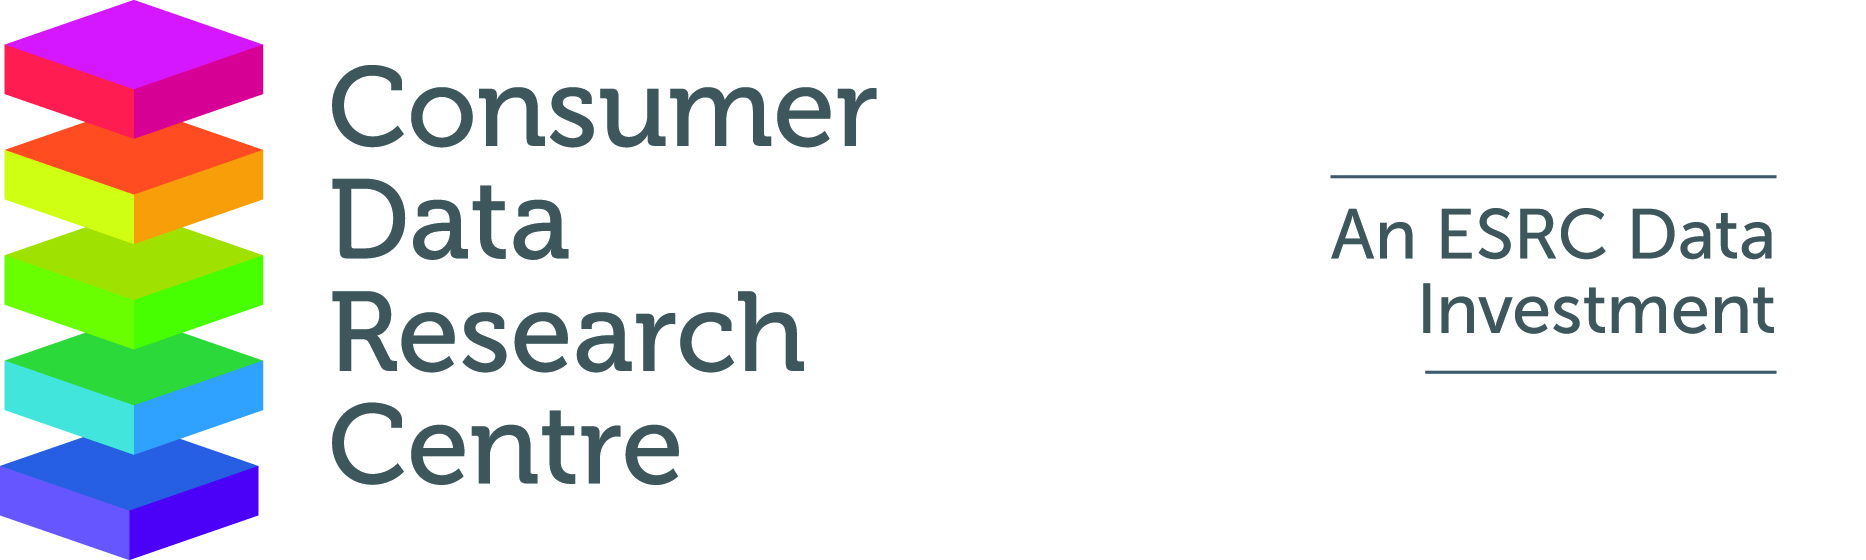 Consumer
Data
Research
Centre
An ESRC Data
Investment